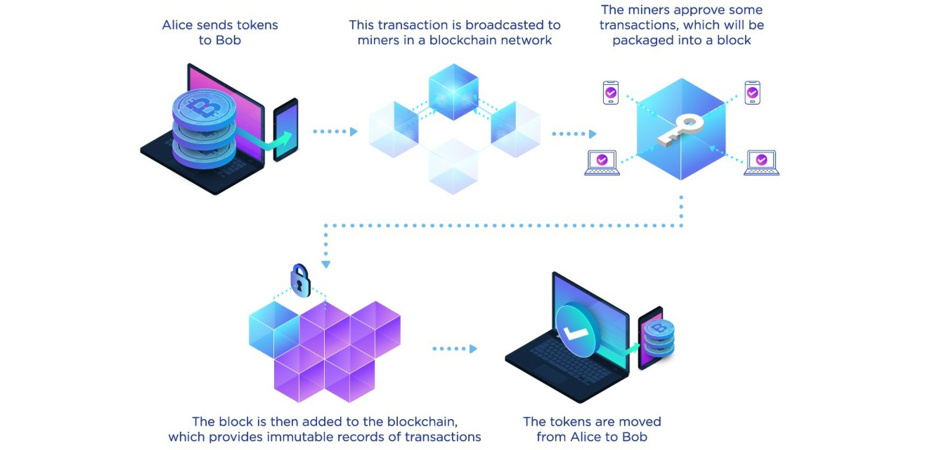 Alice sends tokens
to Bob
This transaction is broadcasted to
miners in a blockchain network
The miners approve some
transactions, which will be
packaged into a block
The block is then added to the blockchain,
which provides immutable records of transactions
The tokens are moved
from Alice to Bob